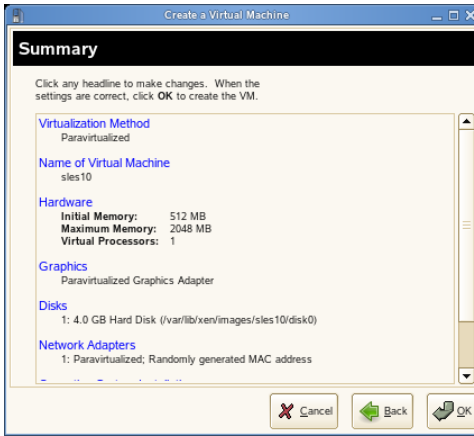 Create a Virtual Machine
Summary
Click any headline to make changes. When the
settings are correct, click OK to create the VM.
Virtualization Method
Paravirtualized
Name of Virtual Machine
sles10
Hardware
Initial Memory: 512 MB
Maximum Memory: 2048 MB
Virtual Processors: 1
Graphics
Paravirtualized Graphics Adapter
Disks
1: 4.0 GB Hard Disk (/var/lib/xen/images/sles10/disk0)
Network Adapters
1: Paravirtualized; Randomly generated MAC address
Cancel Back OK